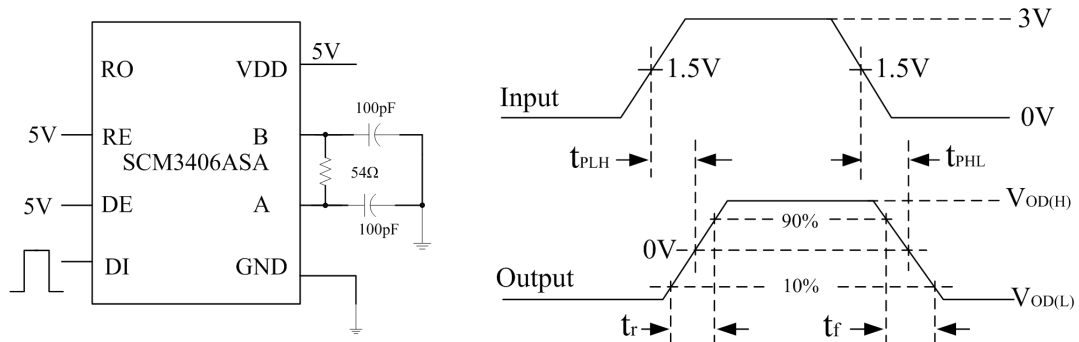 RO VDD 5V
100pF
5V RE B
SCM3406ASA
54Ω
5V DE A
100pF
DI GND
3V
1.5V 1.5V
Input
0V
tPLH tPHL
VOD(H)
90%
0V
Output 10%
VOD(L)
tr tf